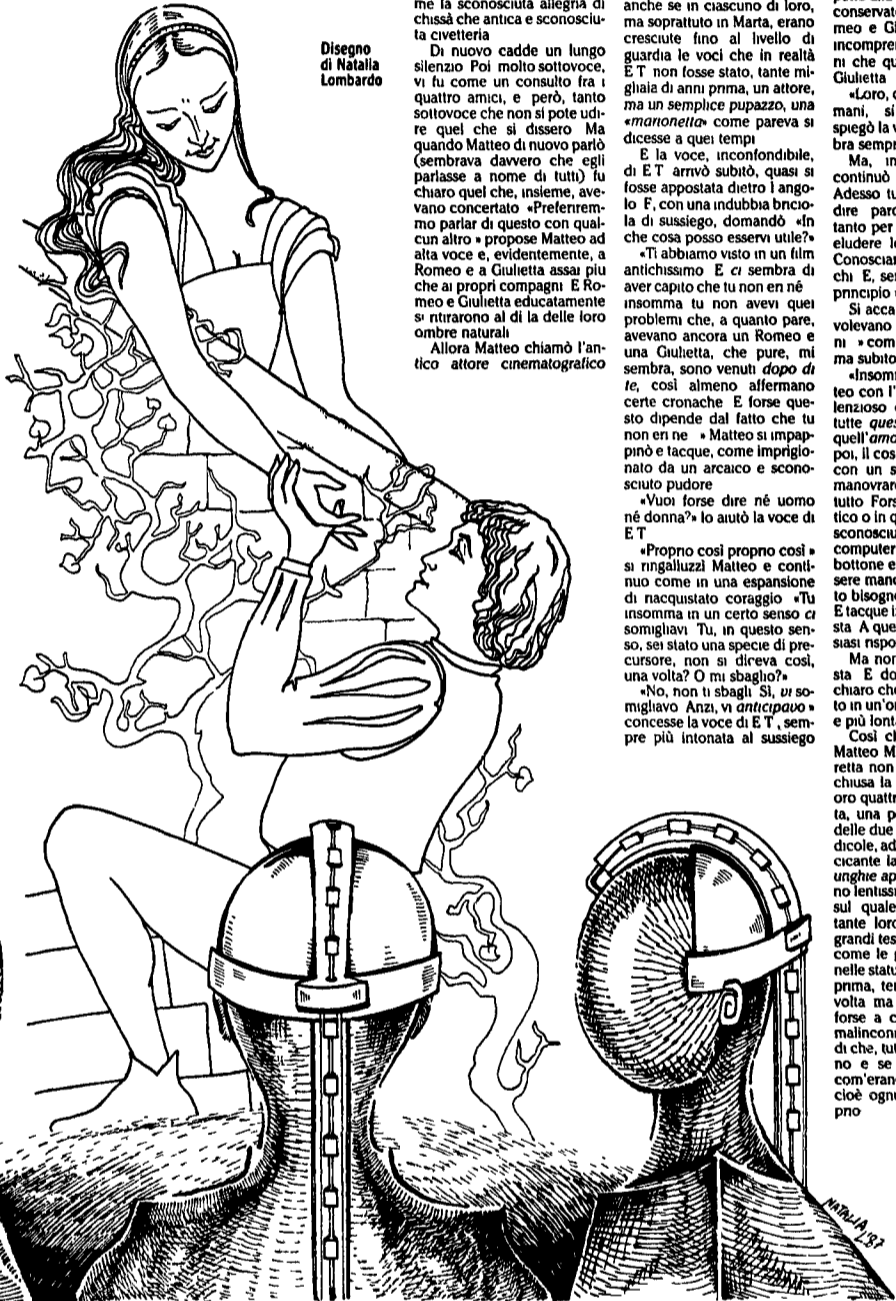 Disegno
di Natalia
Lombardo
me la sconosciuta allegria di
chissà che antica e sconosciu-
ta civetteria
Di nuovo cadde un lungo
silenzio Poi molto sottovoce,
vi fu come un consulto fra i
quattro amici, e però, tanto
sottovoce che non si poté udi-
re quel che si dissero Ma
quando Matteo di nuovo parlò
(sembrava davvero che egli
parlasse a nome di tutti) fu
chiaro quel che, insieme, ave-
vano concertato «Preferirem-
mo parlar di questo con qual-
cun altro » propose Matteo ad
alta voce e, evidentemente, a
Romeo e a Giulietta assai più
che ai propri compagni E Ro-
meo e Giulietta educatamente
si ritirarono al di la delle loro
ombre naturali
Allora Matteo chiamò l'an-
tico attore cinematografico
anche se in ciascuno di loro,
ma soprattuto in Marta, erano
cresciute fino al livello di
guardia le voci che in realtà
E T non fosse stato, tante mi-
gliaia di anni prima, un attore,
ma un semplice pupazzo, una
«marionetta» come pareva si
dicesse a quei tempi
E la voce, inconfondibile,
di E T arrivò subito, quasi si
fosse appostata dietro l ango-
lo F, con una indubbia bricio-
la di sussiego, domandò «In
che cosa posso esservi utile?»
«Ti abbiamo visto in un film
antichissimo E ci sembra di
aver capito che tu non eri né
insomma tu non avevi quei
problemi che, a quanto pare,
avevano ancora un Romeo e
una Giulietta, che pure, mi
sembra, sono venuti dopo di
te, così almeno affermano
certe cronache E forse que-
sto dipende dal fatto che tu
non eri ne » Matteo si impap-
pinò e tacque, come imprigio-
nato da un arcaico e scono-
sciuto pudore
«Vuoi forse dire né uomo
né donna?» lo aiutò la voce di
E T
«Proprio così proprio così »
si ringalluzzì Matteo e conti-
nuo come in una espansione
di riacquistato coraggio «Tu
insomma in un certo senso ci
somigliavi Tu, in questo sen-
so, sei stato una specie di pre-
cursore, non si diceva così,
una volta? O mi sbaglio?»
«No, non ti sbagli Sì, vi so-
migliavo Anzi, vi anticipavo »
concesse la voce di E T , sem-
pre più intonata al sussiego
conservat
meo e Gi
incompre
ni che qu
Giulietta
«Loro, c
mani, si
spiegò la v
bra sempr
Ma, in
continuò
Adesso tu
dire paro
tanto per
eludere l
Conosciar
chi E, se
principio
Si acca
volevano
ni » com
ma subito
«Insomm
teo con l'
lenzioso
tutte ques
quell'amo
poi, il cos
con un s
manovrar
tutto Fors
tico o in q
sconosciu
computer
bottone e
sere mano
to bisogn
E tacque i
sta A que
siasi rispo
Ma nor
sta E do
chiaro che
to in un'o
e più lont
Così ch
Matteo M
retta non
chiusa la
oro quattr
ta, una p
delle due
dicole, ad
cicante la
unghie ap
no lentiss
sul quale
tante loro
grandi tes
come le p
nelle statu
prima, ter
volta ma
forse a c
malinconi
di che, tut
no e se
com'eran
cioè ogni
pno
NATALIA
L. '87